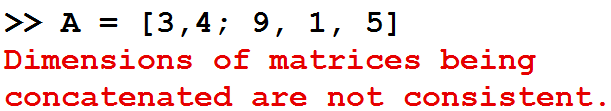 >> A = [3,4; 9, 1, 5]
Dimensions of matrices being
concatenated are not consistent.